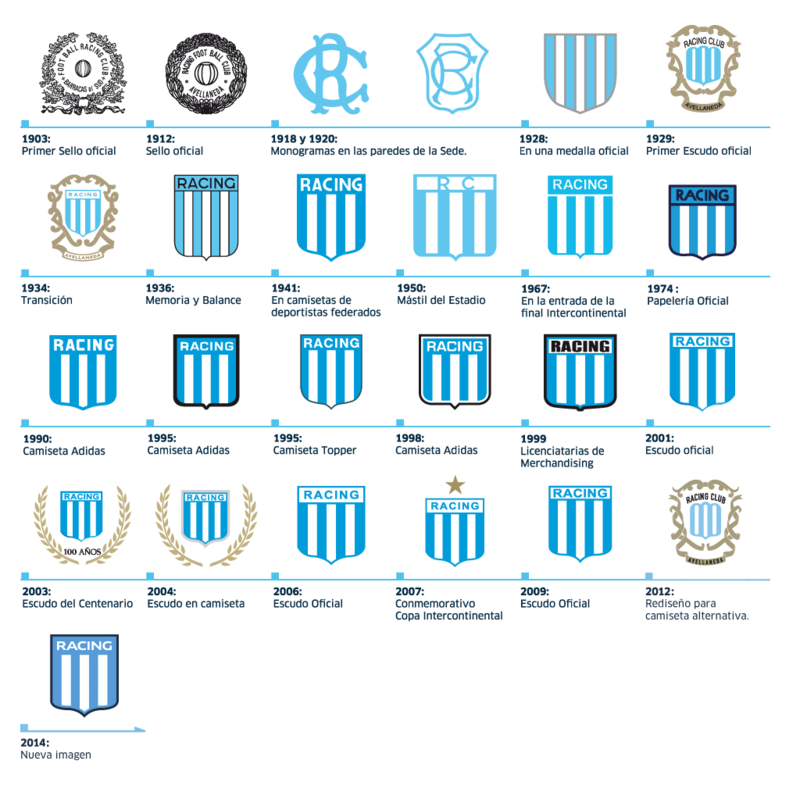 FOOT BALL RACING CLUB
BARRACAS al SUD
RACING FOOT BALL CLUB
AVELLANEDA
RC
RC
RACING CLUB
AVELLANEDA
1903:
Primer Sello oficial
1912:
Sello oficial
1918 y 1920:
Monogramas en las paredes de la Sede.
1928:
En una medalla oficial
1929:
Primer Escudo oficial
RACING
AVELLANEDA
RACING
RACING
R C
RACING
RACING
1934:
Transición
1936:
Memoria y Balance
1941:
En camisetas de
deportistas federados
1950:
Mástil del Estadio
1967:
En la entrada de la
final Intercontinental
1974 :
Papelería Oficial
RACING
RACING
RACING
RACING
RACING
RACING
1990:
Camiseta Adidas
1995:
Camiseta Adidas
1995:
Camiseta Topper
1998:
Camiseta Adidas
1999
Licenciatarias de
Merchandising
2001:
Escudo oficial
RACING
100 AÑOS
RACING
RACING
RACING
RACING
RACING CLUB
AVELLANEDA
2003:
Escudo del Centenario
2004:
Escudo en camiseta
2006:
Escudo Oficial
2007:
Conmemorativo
Copa Intercontinental
2009:
Escudo Oficial
2012:
Rediseño para
camiseta alternativa.
RACING
2014:
Nueva imagen